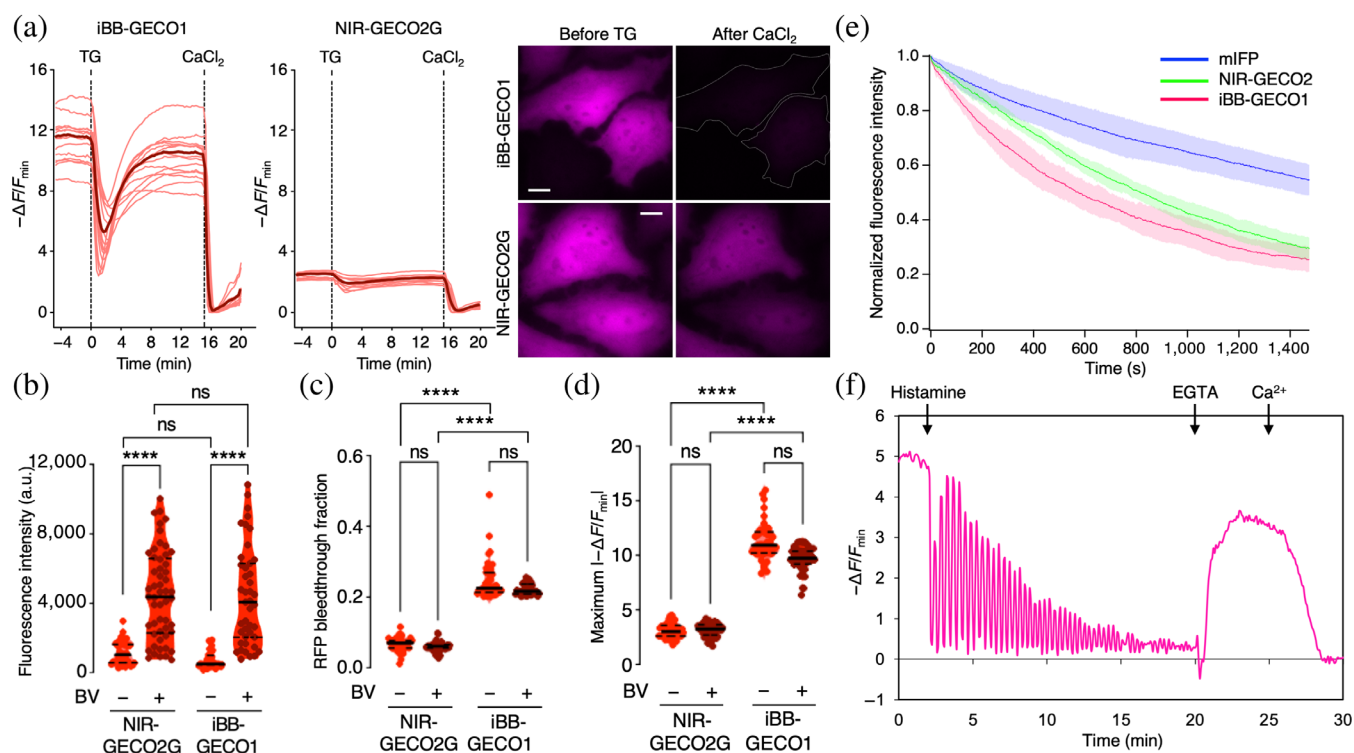 (a)
iBB-GECO1
TG
CaCl2
−ΔF/Fmin
16
12
8
4
0
−4 0 4 8 12 16 20
Time (min)
NIR-GECO2G
TG
CaCl2
−ΔF/Fmin
16
12
8
4
0
−4 0 4 8 12 16 20
Time (min)
Before TG
After CaCl2
iBB-GECO1
NIR-GECO2G
(e)
mIFP
NIR-GECO2
iBB-GECO1
Normalized fluorescence intensity
1.0
0.8
0.6
0.4
0.2
0.0
0 200 400 600 800 1,000 1,200 1,400
Time (s)
(b)
ns
ns
**** ****
Fluorescence intensity (a.u.)
12,000
8,000
4,000
0
BV − + − +
NIR-
GECO2G
iBB-
GECO1
(c)
****
****
ns ns
RFP bleedthrough fraction
0.6
0.4
0.2
0.0
BV − + − +
NIR-
GECO2G
iBB-
GECO1
(d)
****
****
ns ns
Maximum |−ΔF/Fmin|
20
15
10
5
0
BV − + − +
NIR-
GECO2G
iBB-
GECO1
(f)
Histamine
EGTA
Ca2+
−ΔF/Fmin
6
5
4
3
2
1
0
−1
0 5 10 15 20 25 30
Time (min)